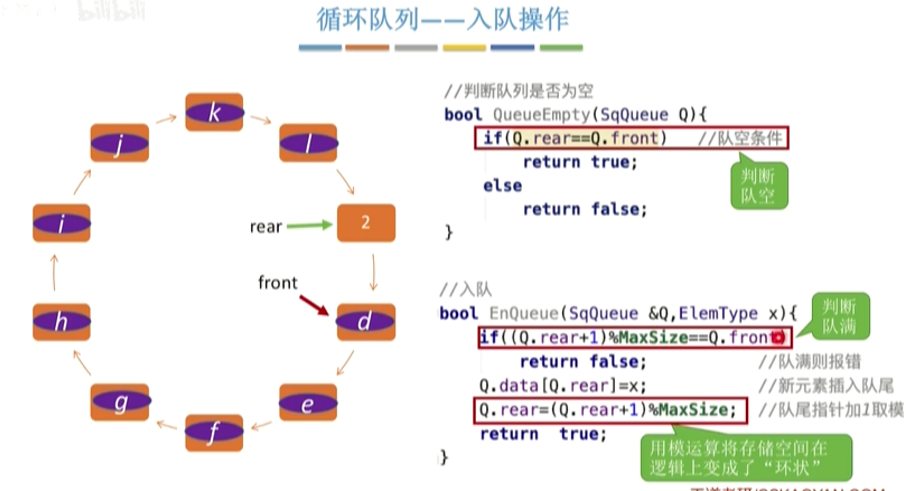 bilibili
循环队列——入队操作
//判断队列是否为空
bool QueueEmpty(SqQueue Q){
if(Q.rear==Q.front) //队空条件
return true;
else
return false;
}
判断
队空
k
j
l
i
2
rear
front
h
d
g
e
f
//入队
bool EnQueue(SqQueue &Q,ElemType x){
if((Q.rear+1)%MaxSize==Q.front
return false; //队满则报错
Q.data[Q.rear]=x; //新元素插入队尾
Q.rear=(Q.rear+1)%MaxSize; //队尾指针加1取模
return true;
}
判断
队满
用模运算将存储空间在
逻辑上变成了“环状”